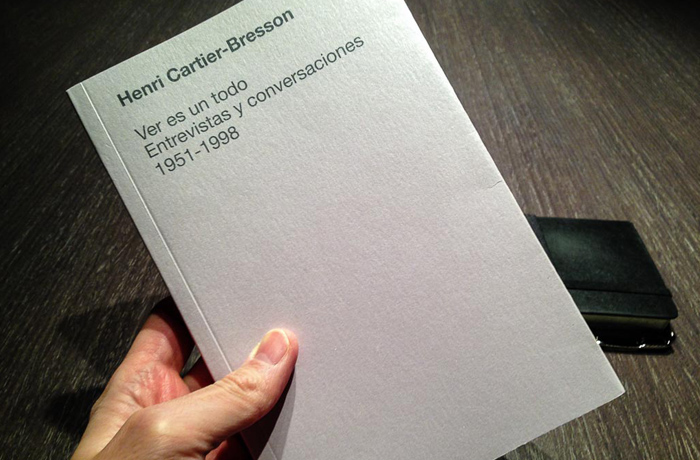 Henri Cartier-Bresson
Ver es un todo
Entrevistas y conversaciones
1951-1998